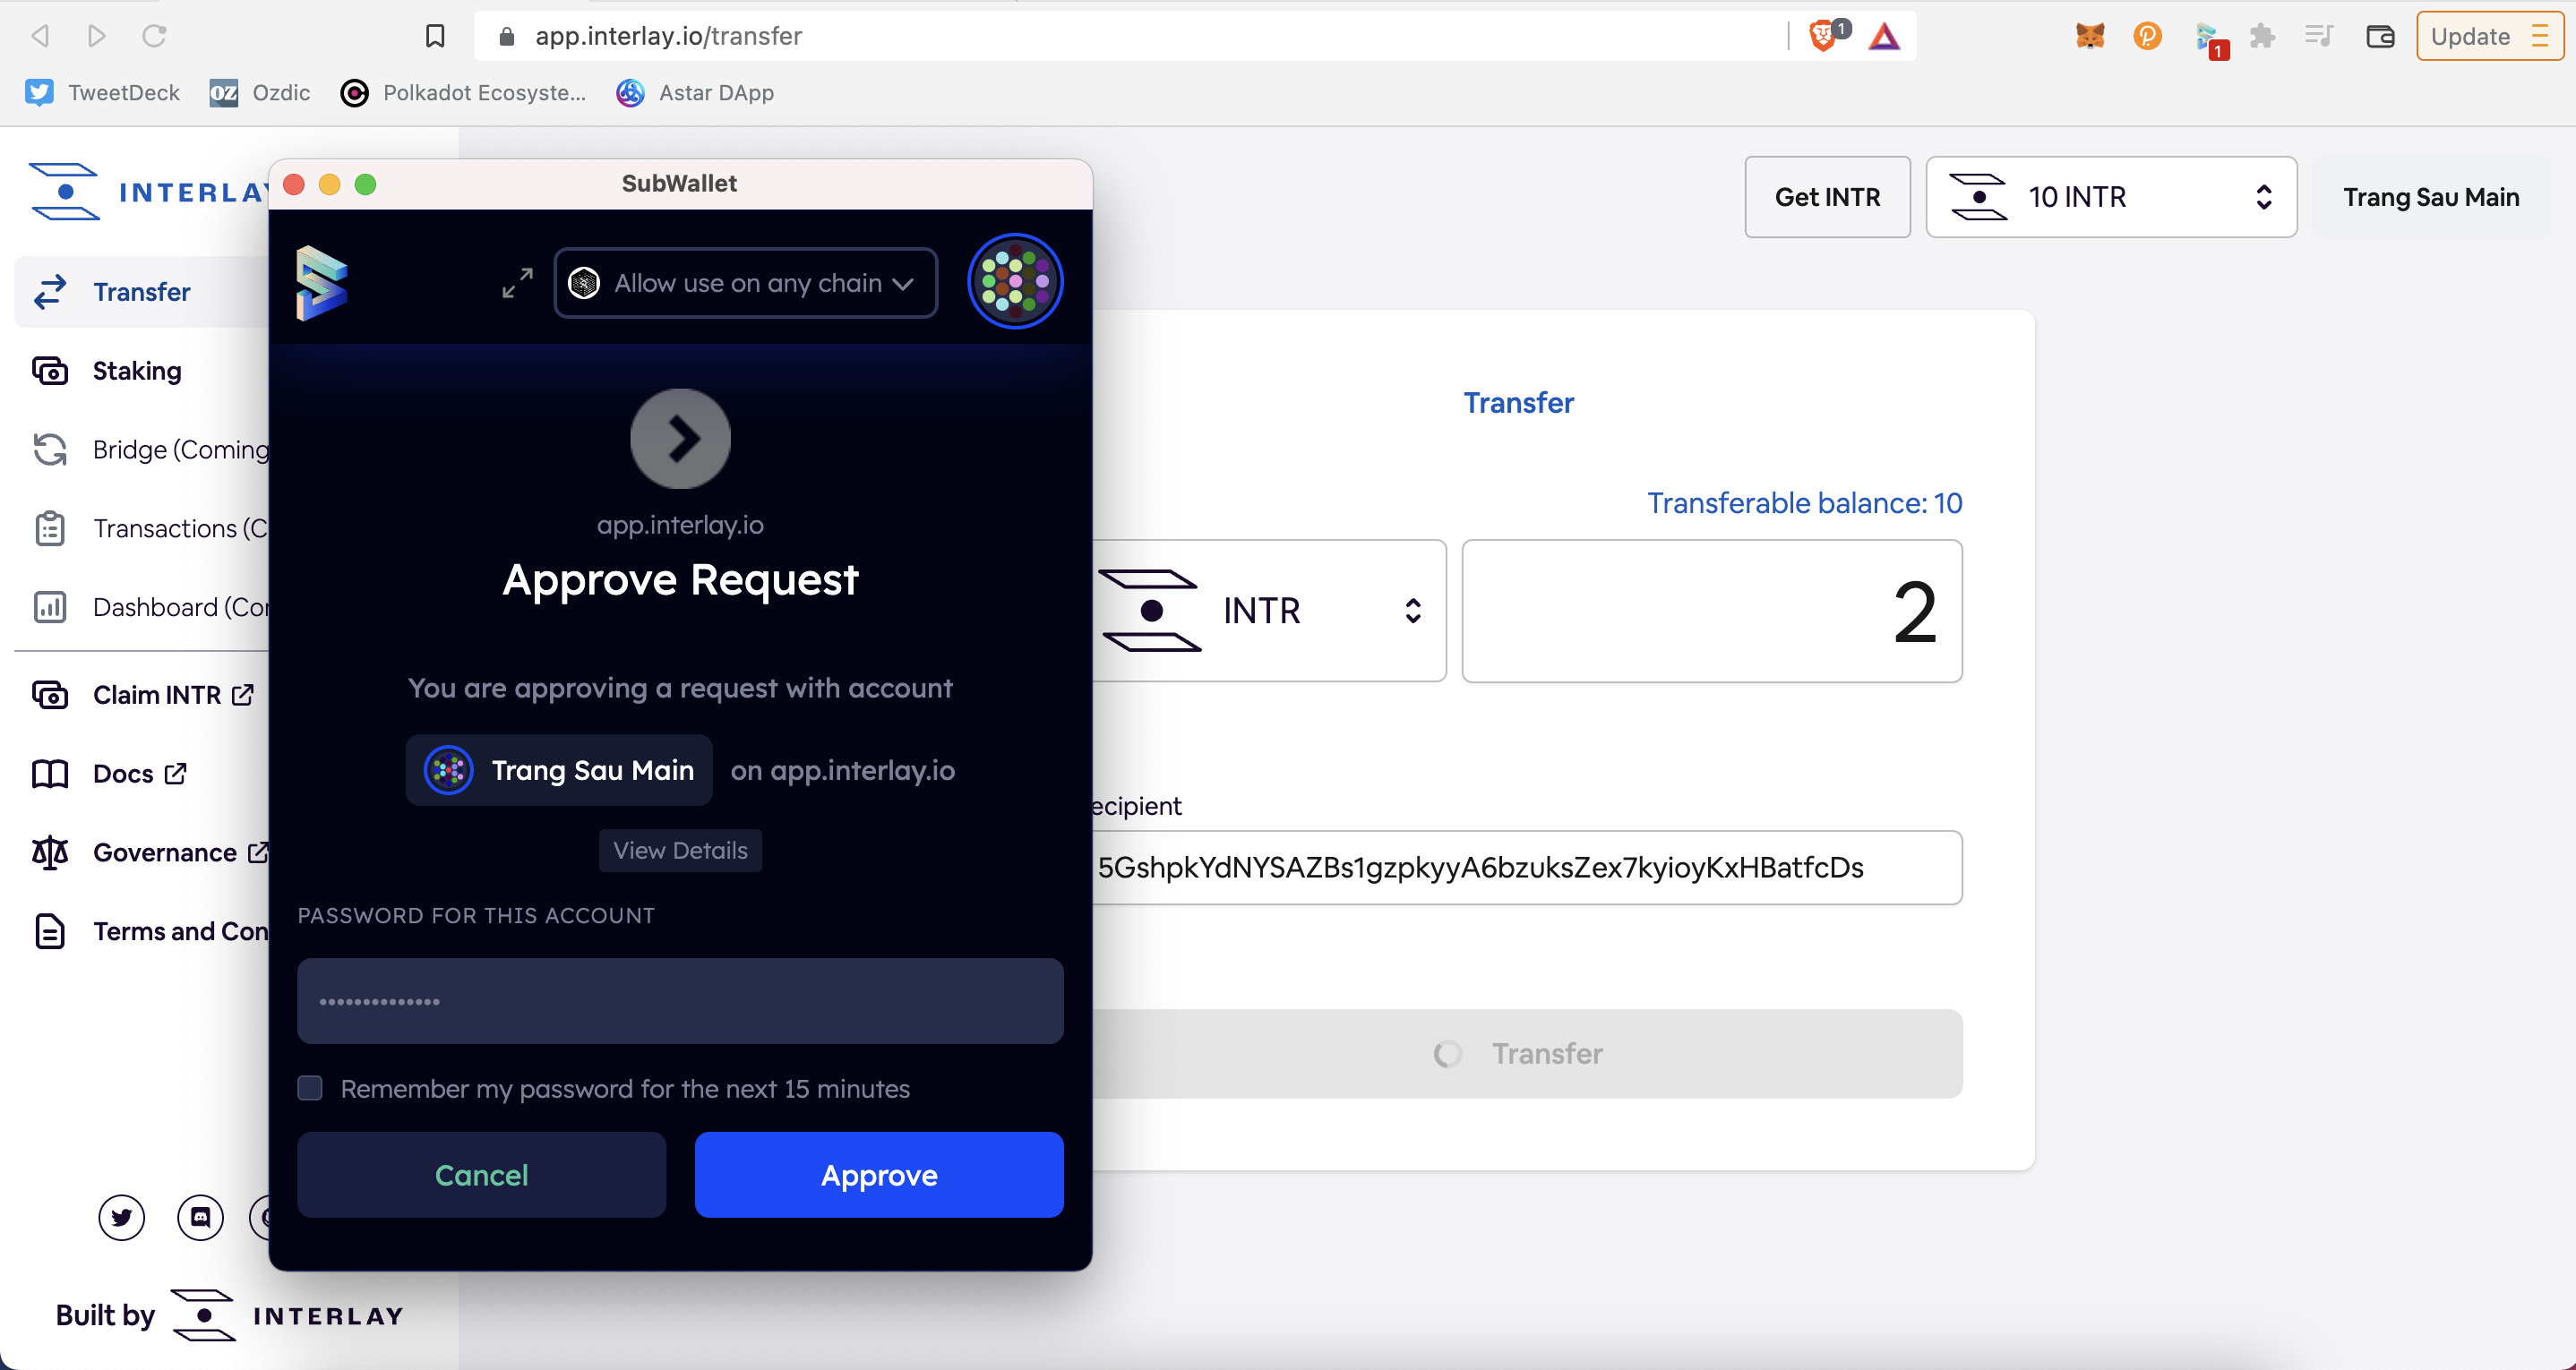 app.interlay.io/transfer
1
1
Update
TweetDeck
Ozdic
Polkadot Ecosyste...
Astar DApp
INTERLAY
Transfer
Staking
Bridge (Coming
Transactions (C
Dashboard (Co
Claim INTR
Docs
Governance
Terms and Con
Built by INTERLAY
SubWallet
Allow use on any chain
app.interlay.io
Approve Request
You are approving a request with account
Trang Sau Main on app.interlay.io
View Details
PASSWORD FOR THIS ACCOUNT
Remember my password for the next 15 minutes
Cancel
Approve
Get INTR
10 INTR
Trang Sau Main
Transfer
Transferable balance: 10
INTR
2
ecipient
5GshpkYdNYSAZBs1gzpkyyA6bzuksZex7kyioyKxHBatfcDs
Transfer